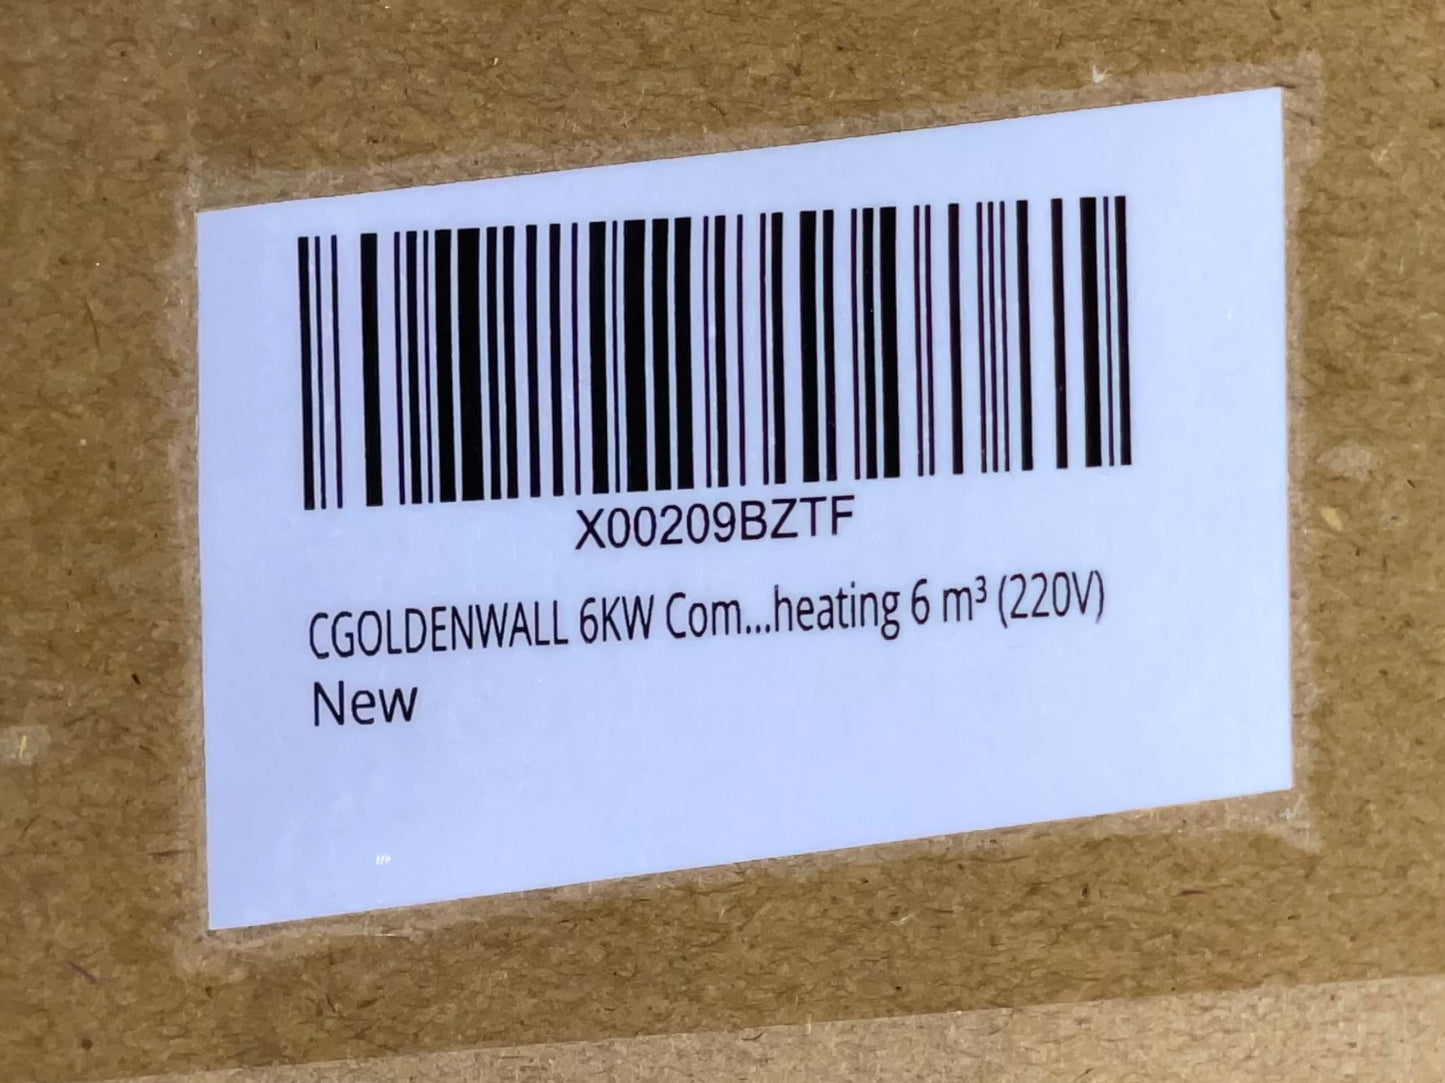 X00209BZTF
CGOLDENWALL 6KW Com...heating 6 m³ (220V)
New